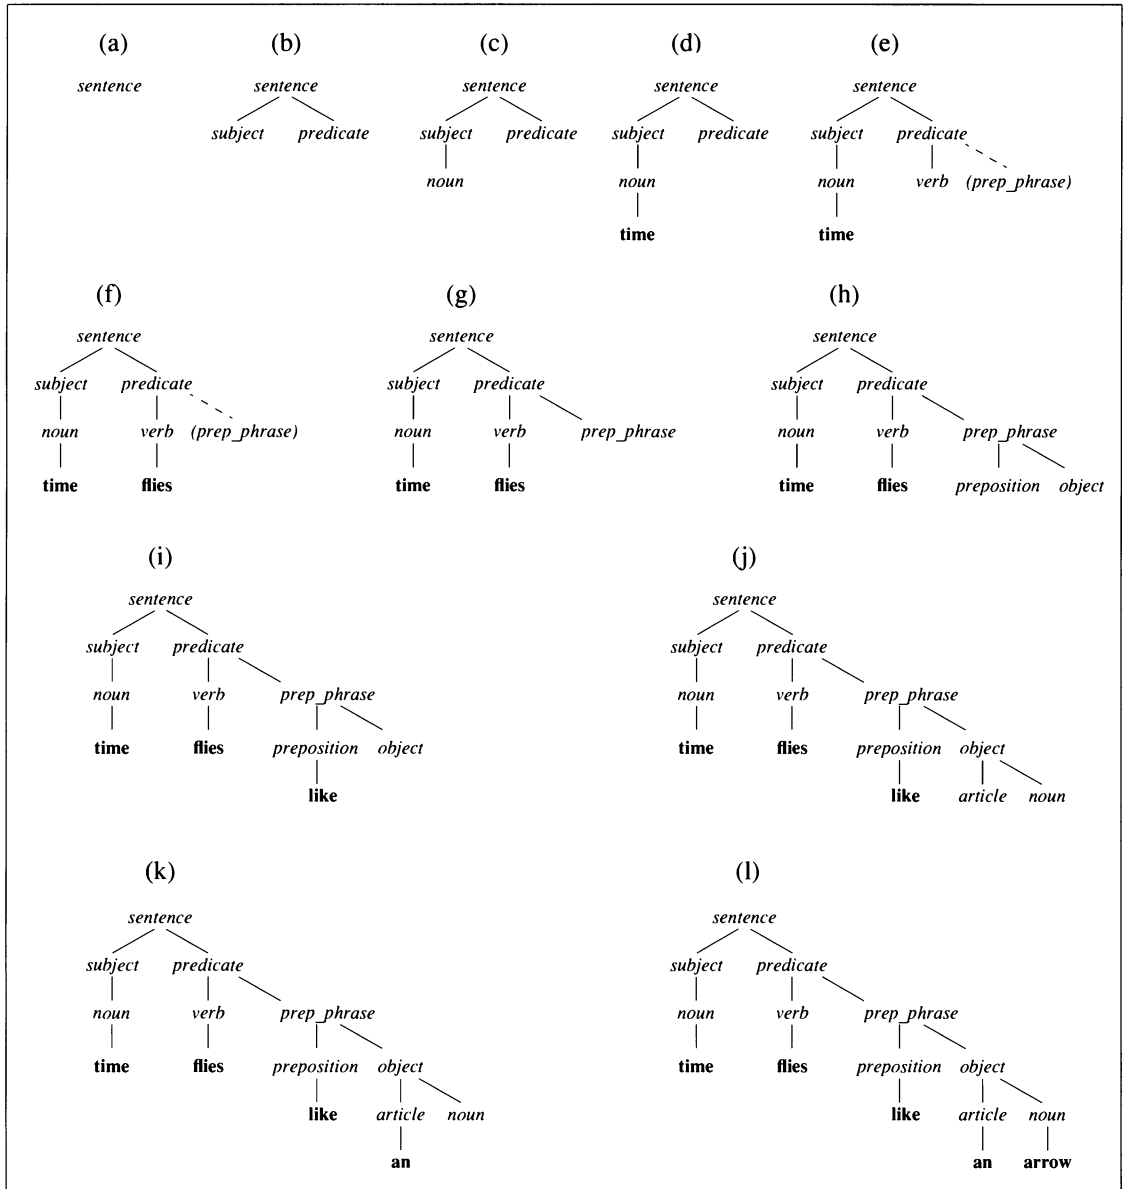 (a) (b) (c) (d) (e)
sentence sentence sentence sentence sentence
subject predicate subject predicate subject predicate subject predicate
noun noun noun verb (prep_phrase)
time time
(f) (g) (h)
sentence sentence sentence
subject predicate subject predicate subject predicate
noun verb (prep_phrase) noun verb prep_phrase noun verb prep_phrase
time flies time flies time flies preposition object
(i) (j)
sentence sentence
subject predicate subject predicate
noun verb prep_phrase noun verb prep_phrase
time flies preposition object time flies preposition object
like like article noun
(k) (l)
sentence sentence
subject predicate subject predicate
noun verb prep_phrase noun verb prep_phrase
time flies preposition object time flies preposition object
like article noun like article noun
an an arrow